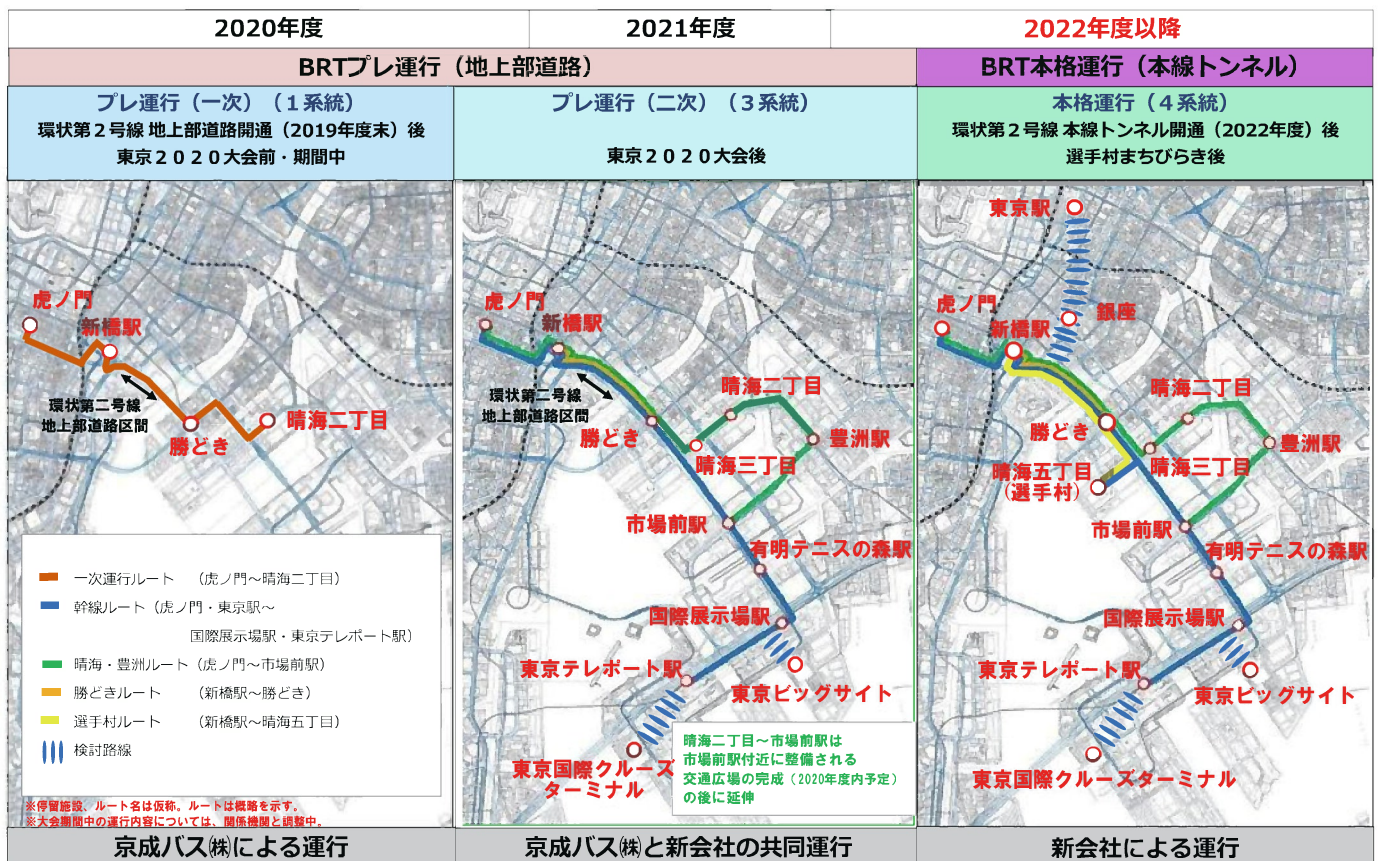 2020年度
2021年度
2022年度以降
BRTプレ運行（地上部道路）
BRT本格運行（本線トンネル）
プレ運行（一次）（１系統）
環状第２号線 地上部道路開通（2019年度末）後
東京２０２０大会前・期間中
プレ運行（二次）（３系統）
東京２０２０大会後
本格運行（４系統）
環状第２号線 本線トンネル開通（2022年度）後
選手村まちびらき後
虎ノ門
新橋駅
環状第二号線
地上部道路区間
勝どき
晴海二丁目
一次運行ルート （虎ノ門～晴海二丁目）
幹線ルート（虎ノ門・東京駅～
国際展示場駅・東京テレポート駅）
晴海・豊洲ルート（虎ノ門～市場前駅）
勝どきルート （新橋駅～勝どき）
選手村ルート （新橋駅～晴海五丁目）
検討路線
※停留施設、ルート名は仮称。ルートは概略を示す。
※大会期間中の運行内容については、関係機関と調整中。
虎ノ門
新橋駅
環状第二号線
地上部道路区間
晴海二丁目
勝どき
豊洲駅
晴海三丁目
市場前駅
有明テニスの森駅
国際展示場駅
東京テレポート駅
東京ビッグサイト
東京国際クルーズ
ターミナル
晴海二丁目～市場前駅は
市場前駅付近に整備される
交通広場の完成（2020年度内予定）
の後に延伸
東京駅
虎ノ門
銀座
新橋駅
晴海二丁目
勝どき
豊洲駅
晴海三丁目
晴海五丁目
（選手村）
市場前駅
有明テニスの森駅
国際展示場駅
東京テレポート駅
東京ビッグサイト
東京国際クルーズターミナル
京成バス㈱による運行
京成バス㈱と新会社の共同運行
新会社による運行